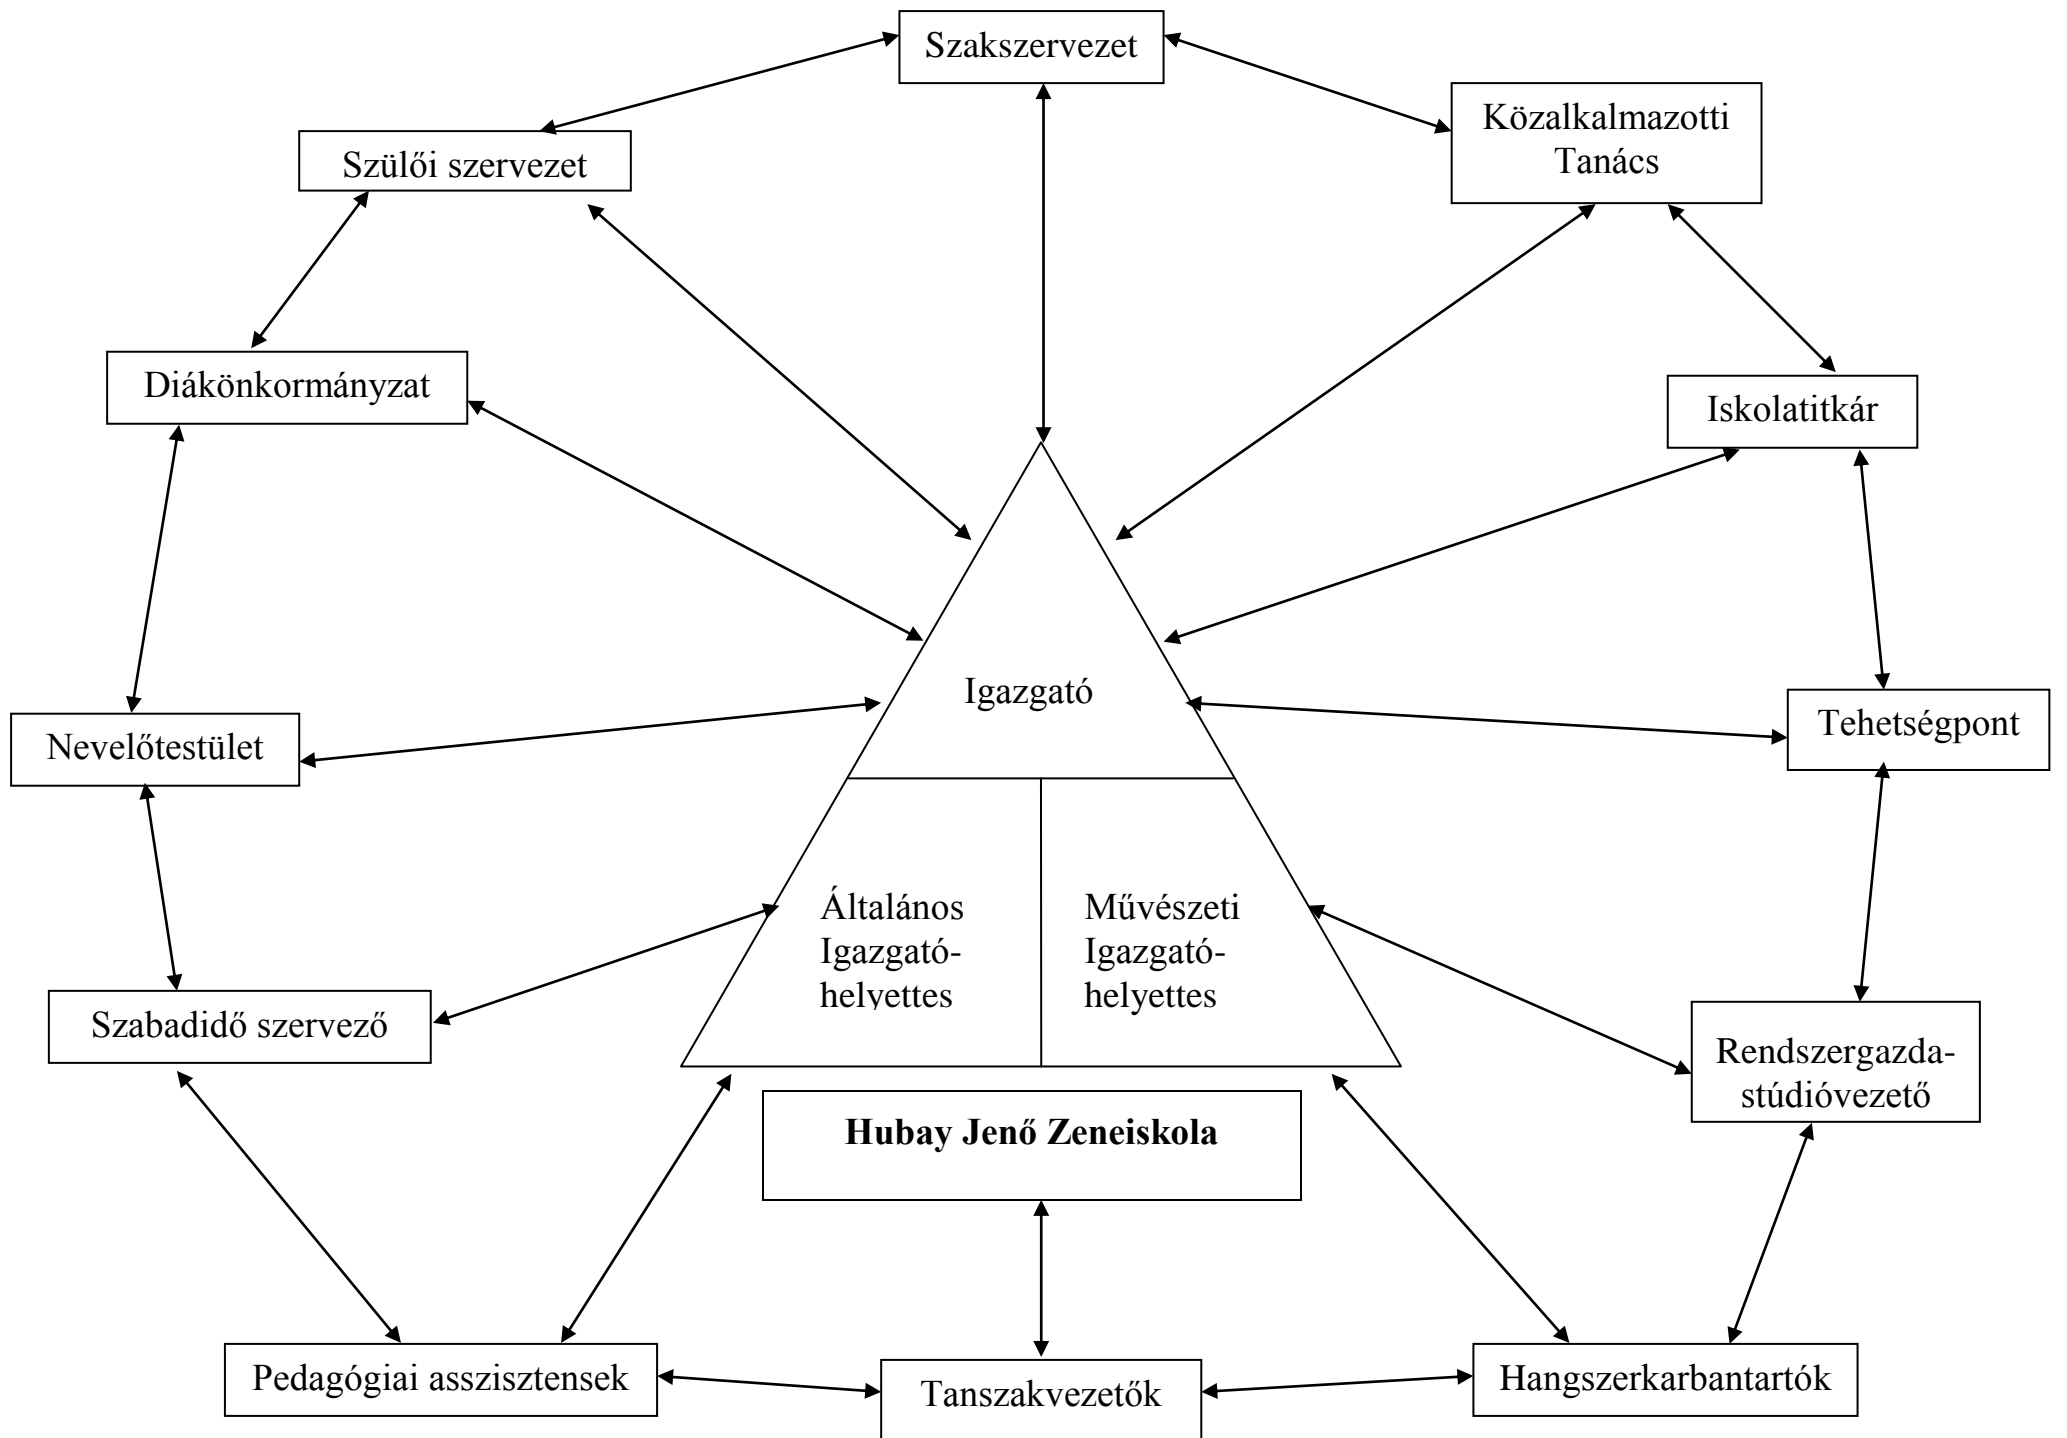 Szakszervezet
Közalkalmazotti
Tanács
Szülői szervezet
Diákönkormányzat
Iskolatitkár
Igazgató
Nevelőtestület
Tehetségpont
Általános
Igazgató-
helyettes
Művészeti
Igazgató-
helyettes
Szabadidő szervező
Rendszergazda-
stúdióvezető
Hubay Jenő Zeneiskola
Pedagógiai asszisztensek
Tanszakvezetők
Hangszerkarbantartók